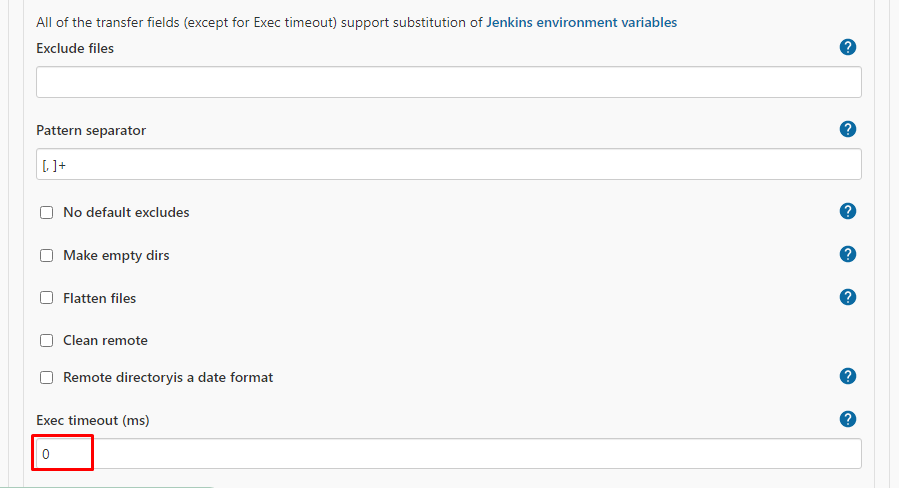 All of the transfer fields (except for Exec timeout) support substitution of Jenkins environment variables
Exclude files
?
Pattern separator
?
[, ]+
No default excludes
?
Make empty dirs
?
Flatten files
?
Clean remote
Remote directoryis a date format
?
Exec timeout (ms)
?
0